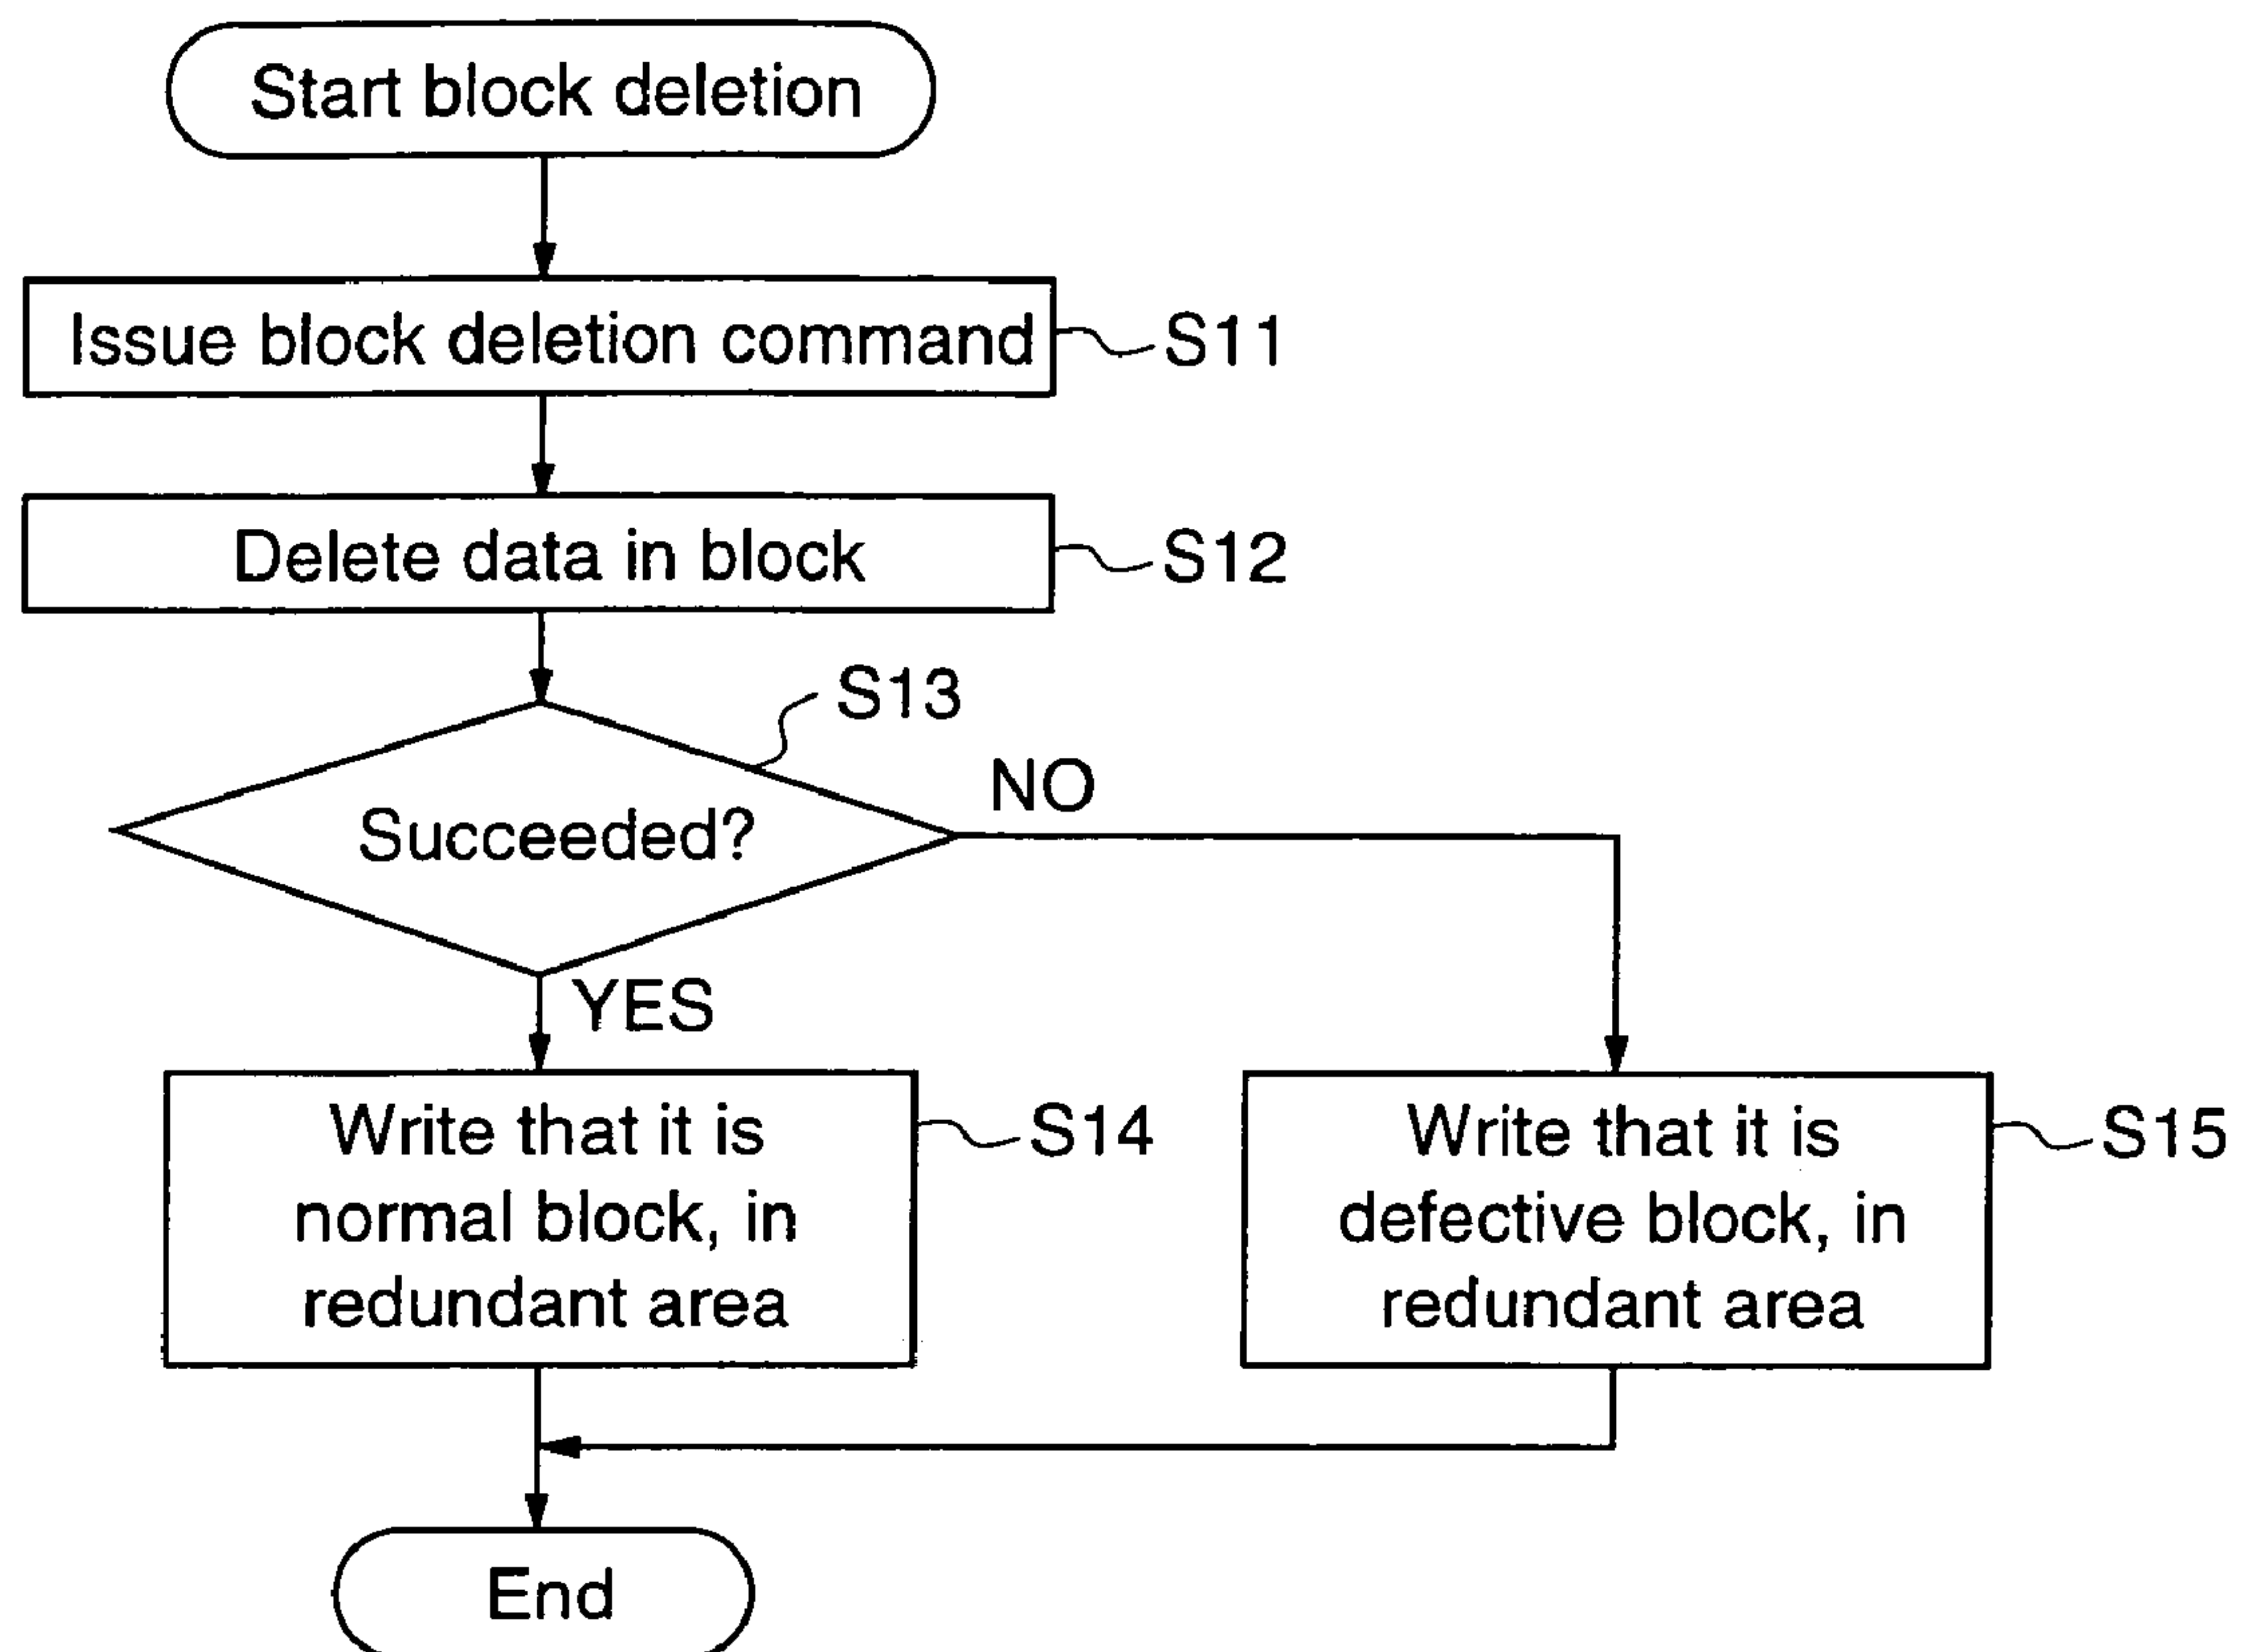 Start block deletion
Issue block deletion command
S11
Delete data in block
S12
S13
Succeeded?
NO
YES
Write that it is
normal block, in
redundant area
S14
Write that it is
defective block, in
redundant area
S15
End